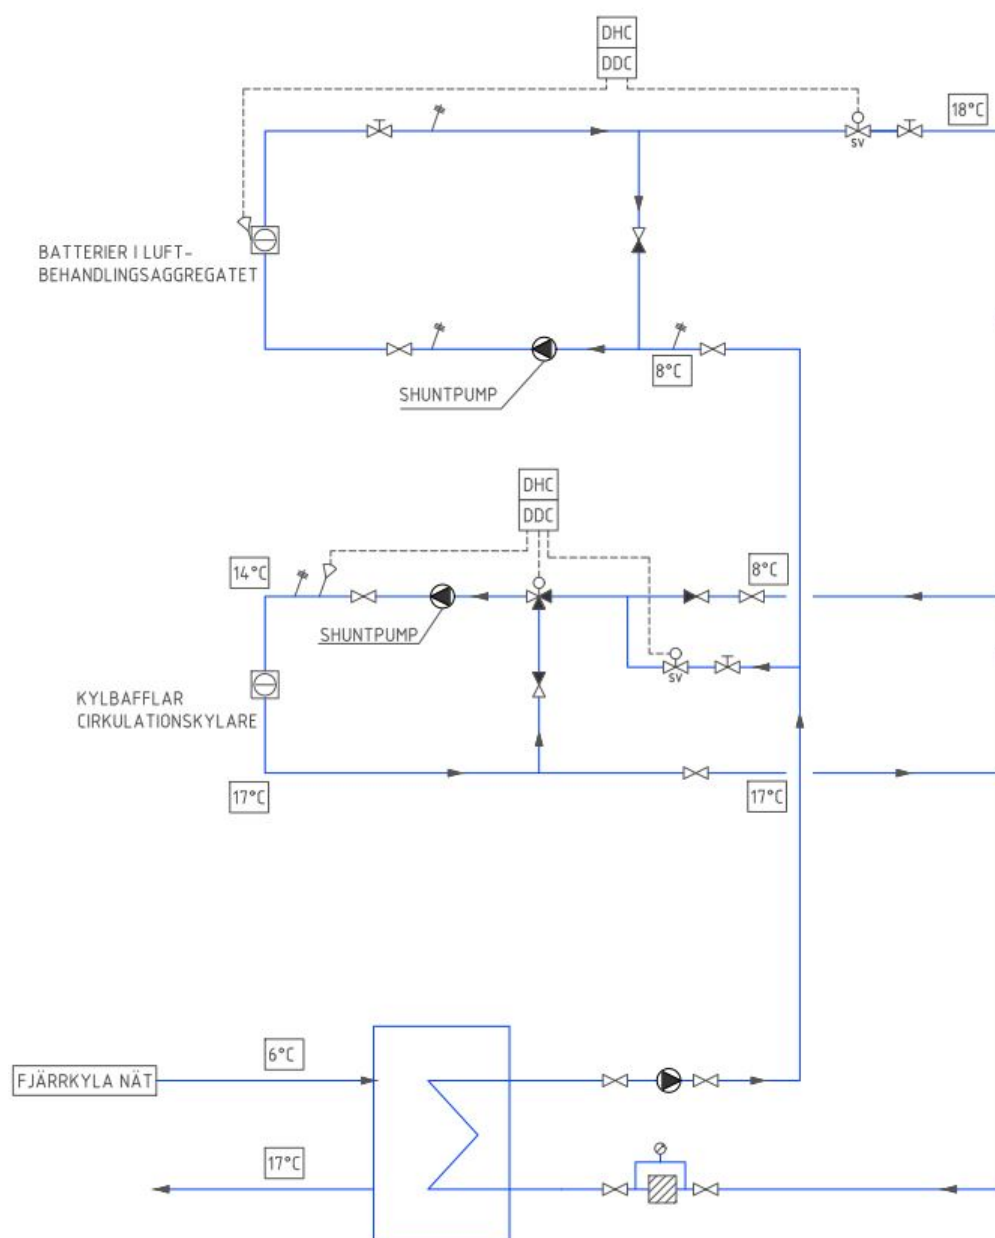 DHC
DDC
18°C
SV
BATTERIER I LUFT-
BEHANDLINGSAGGREGATET
8°C
SHUNTPUMP
DHC
DDC
14°C
8°C
SHUNTPUMP
SV
KYLBAFFLAR
CIRKULATIONSKYLARE
17°C
17°C
6°C
FJÄRRKYLA NÄT
17°C